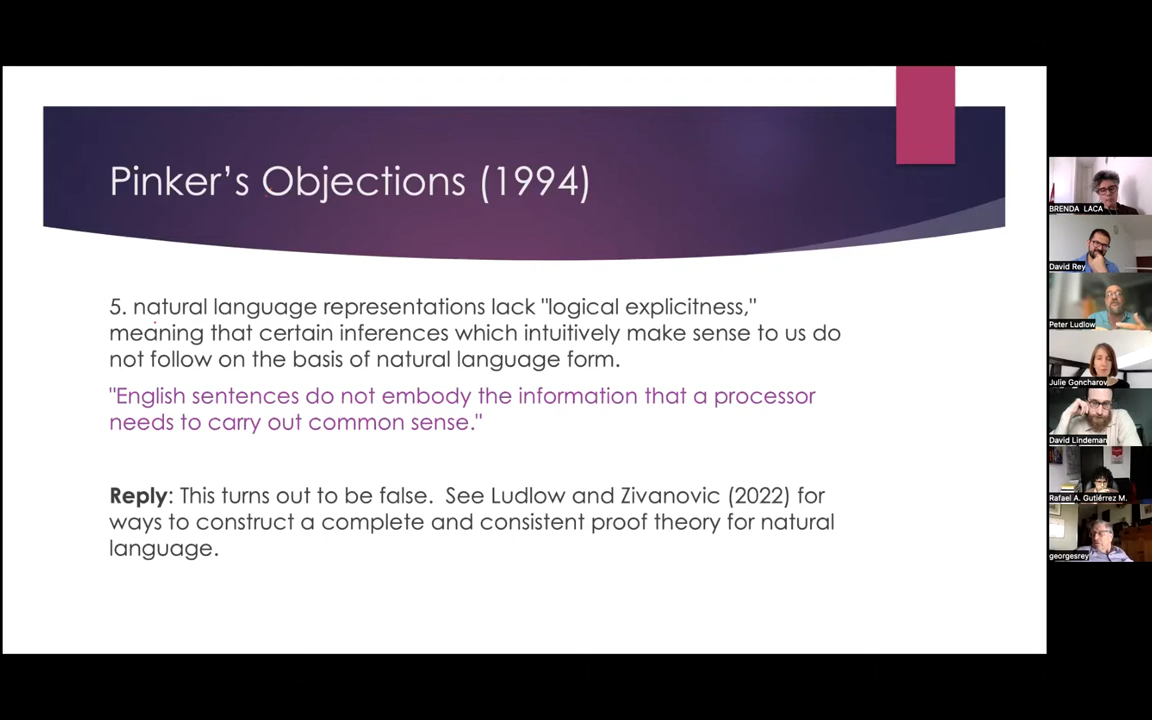 Pinker's Objections (1994)
5. natural language representations lack "logical explicitness,"
meaning that certain inferences which intuitively make sense to us do
not follow on the basis of natural language form.
"English sentences do not embody the information that a processor
needs to carry out common sense."
Reply: This turns out to be false.  See Ludlow and Zivanovic (2022) for
ways to construct a complete and consistent proof theory for natural
language.
BRENDA LACA
David Rey
Peter Ludlow
Julie Goncharov
David Lindeman
Rafael A. Gutiérrez M.
georgesrey